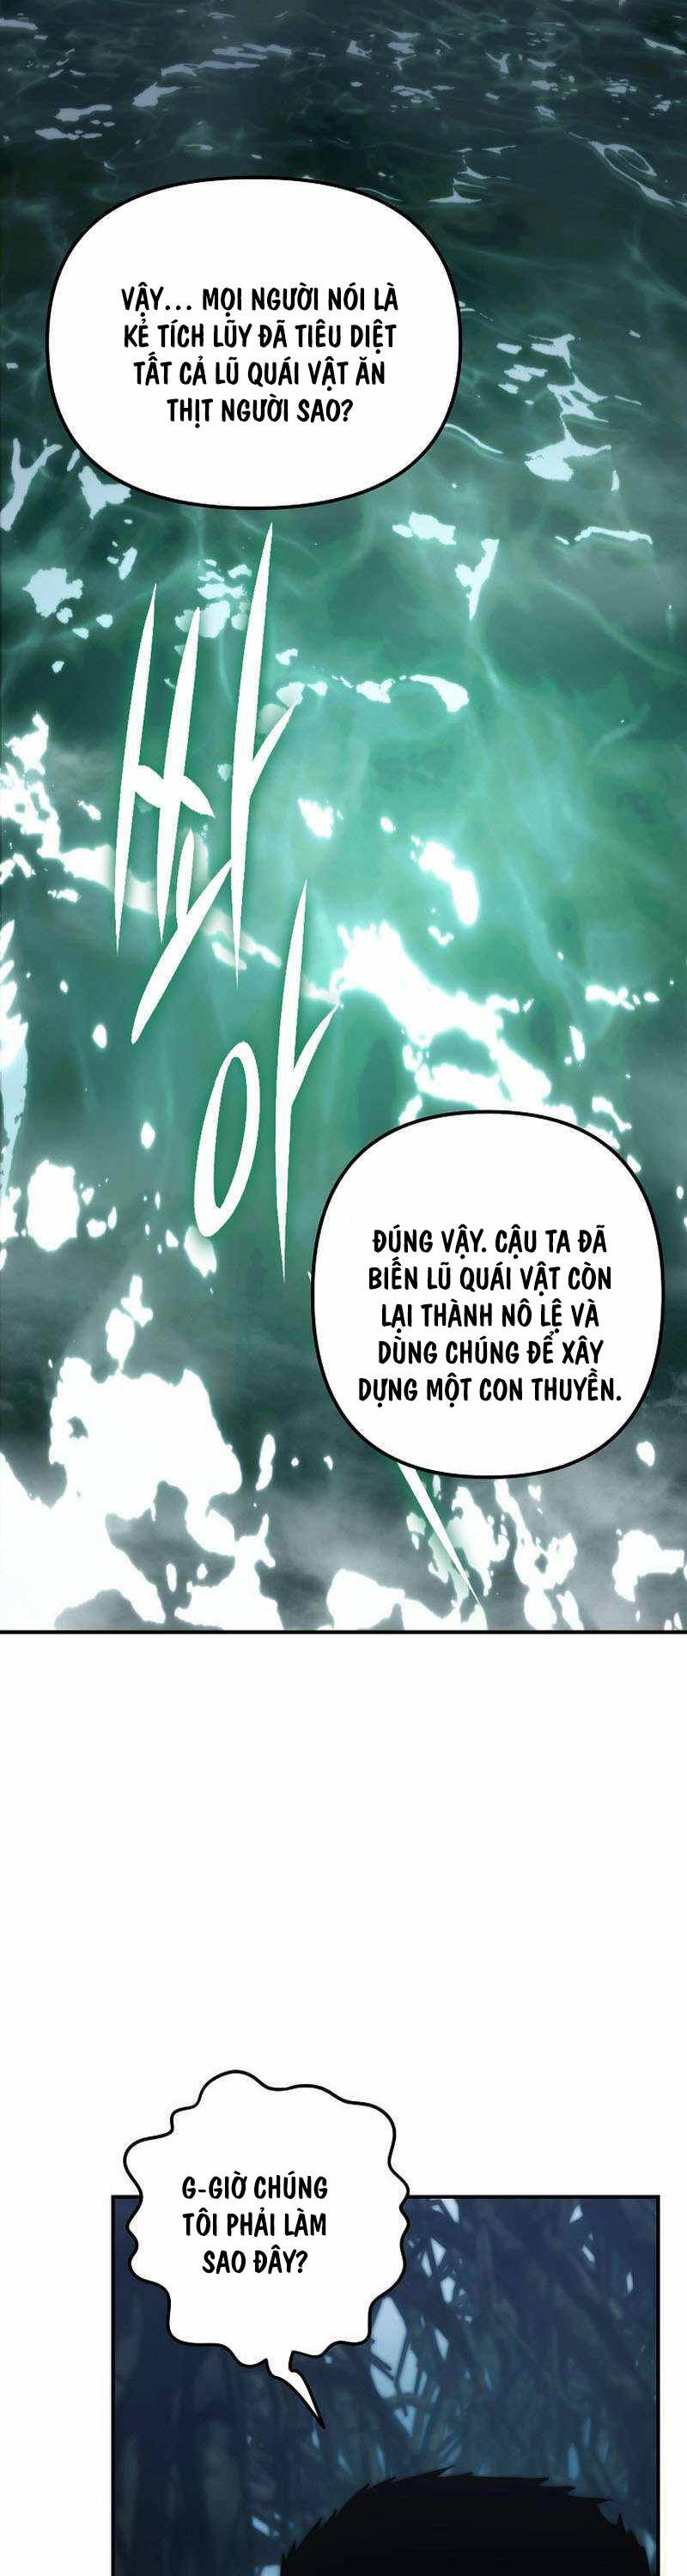 VẬY... MỌI NGƯỜI NÓI LÀ
KẺ TÍCH LŨY ĐÃ TIÊU DIỆT
TẤT CẢ LŨ QUÁI VẬT ĂN
THỊT NGƯỜI SAO?
ĐÚNG VẬY. CẬU TA ĐÃ
BIẾN LŨ QUÁI VẬT CÒN
LẠI THÀNH NÔ LỆ VÀ
DÙNG CHÚNG ĐỂ XÂY
DỰNG MỘT CON THUYỀN.
G-GIỜ CHÚNG
TÔI PHẢI LÀM
SAO ĐÂY?